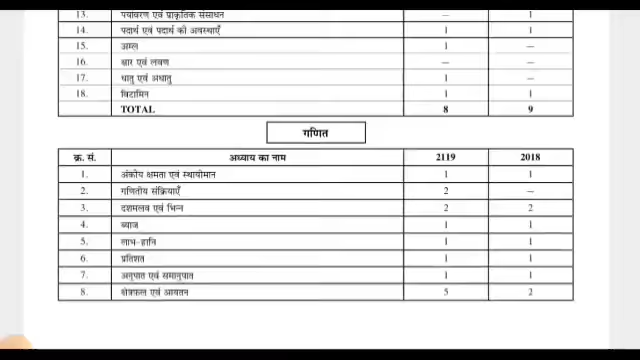 13. पर्यावरण एवं प्राकृतिक संसाधन – 1
14. पदार्थ एवं पदार्थ की अवस्थाएँ 1 1
15. अम्ल 1 –
16. क्षार एवं लवण – –
17. धातु एवं अधातु 1 –
18. विटामिन 1 1
TOTAL 8 9
गणित
क्र. सं. अध्याय का नाम 2119 2018
1. अंकीय क्षमता एवं स्थायीमान 1 1
2. गणितीय संक्रियाएँ 2 –
3. दशमलव एवं भिन्न 2 2
4. ब्याज 1 1
5. लाभ-हानि 1 1
6. प्रतिशत 1 1
7. अनुपात एवं समानुपात 1 1
8. क्षेत्रफल एवं आयतन 5 2